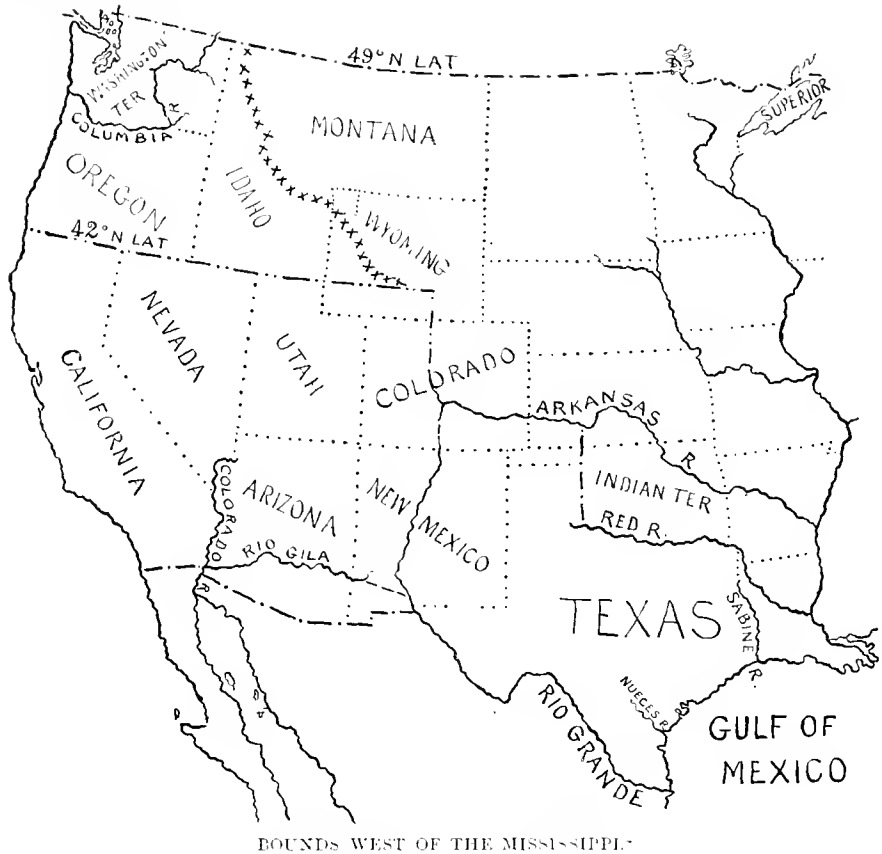 49° N LAT
WASHINGTON
TER
SUPERIOR
MONTANA
COLUMBIA R
OREGON
IDAHO
WYOMING
42° N LAT
NEVADA
UTAH
CALIFORNIA
COLORADO
ARKANSAS R
INDIAN TER
COLORADO R
ARIZONA
NEW MEXICO
RED R.
RIO GILA
TEXAS
SABINE R.
NUECES R.
RIO GRANDE
GULF OF
MEXICO
BOUNDS WEST OF THE MISSISSIPPI.